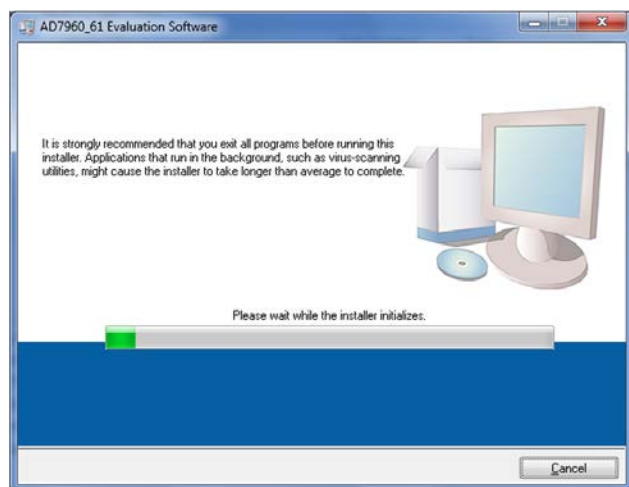 AD7960_61 Evaluation Software
It is strongly recommended that you exit all programs before running this
installer. Applications that run in the background, such as virus-scanning
utilities, might cause the installer to take longer than average to complete.
Please wait while the installer initializes.
Cancel